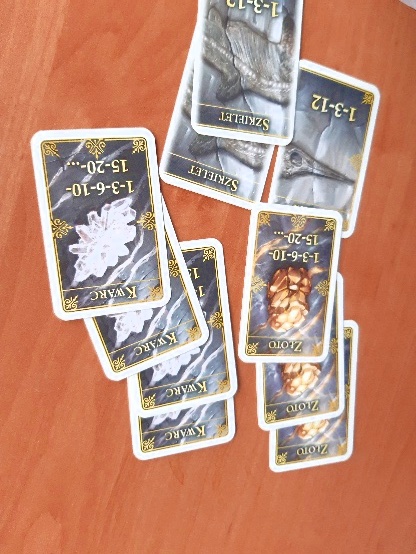 1-3-12
SZKIELET
SZKIELET
1-3-12
1-3-6-10-
15-20-...
KWARC
KWARC
15
KWARC
KWARC
1-3-6-10-
15-20-...
ZŁOTO
ZŁOTO
ZŁOTO